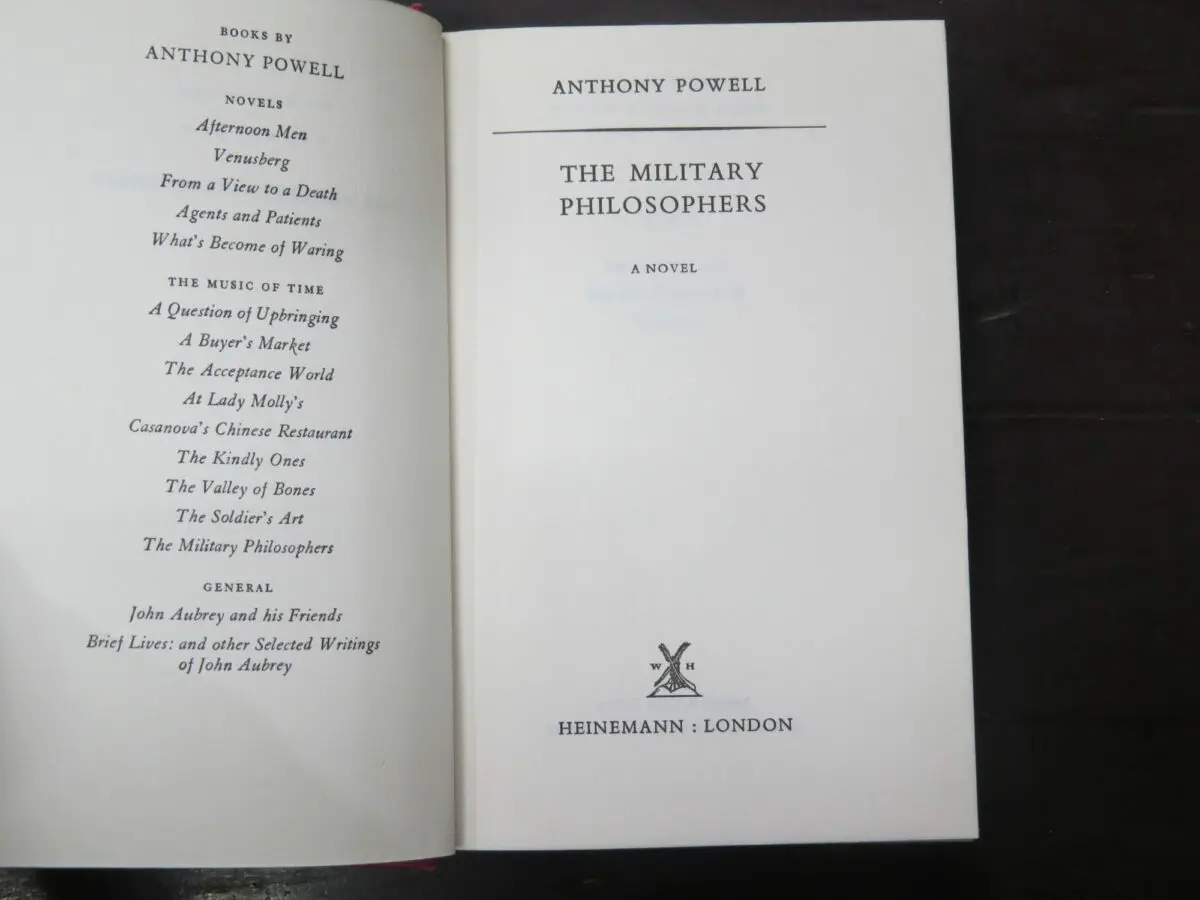 BOOKS BY
ANTHONY POWELL
NOVELS
Afternoon Men
Venusberg
From a View to a Death
Agents and Patients
What's Become of Waring
THE MUSIC OF TIME
A Question of Upbringing
A Buyer's Market
The Acceptance World
At Lady Molly's
Casanova's Chinese Restaurant
The Kindly Ones
The Valley of Bones
The Soldier's Art
The Military Philosophers
GENERAL
John Aubrey and his Friends
Brief Lives: and other Selected Writings
of John Aubrey
ANTHONY POWELL
THE MILITARY
PHILOSOPHERS
A NOVEL
W H
HEINEMANN : LONDON